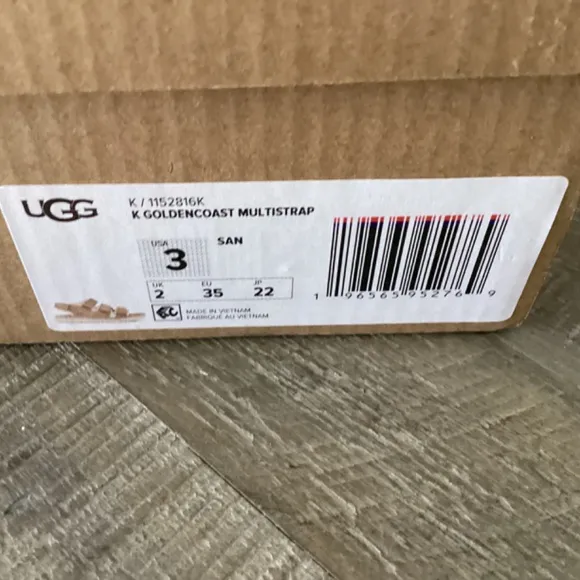 UGG
K / 1152816K
K GOLDENCOAST MULTISTRAP
USA
3
SAN
UK EU JP
2 35 22
MADE IN VIETNAM
FABRIQUE AU VIETNAM
1 96565 95276 9